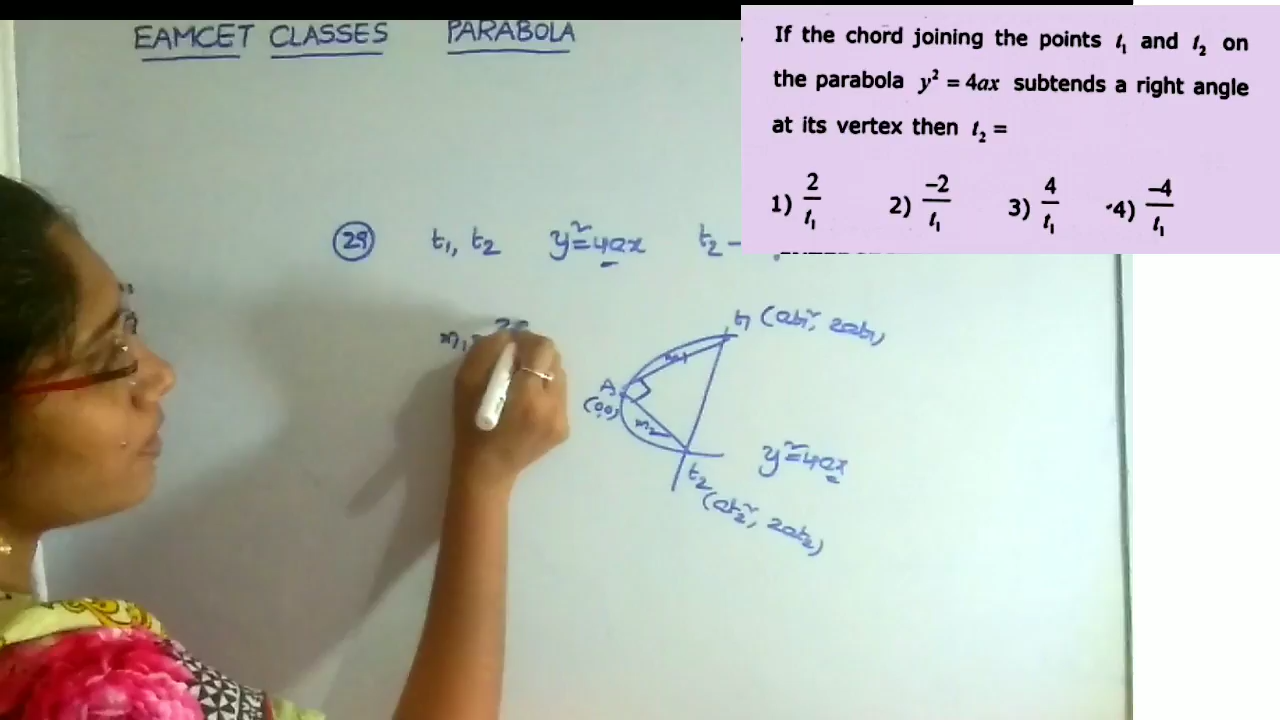 EAMCET CLASSES PARABOLA
If the chord joining the points t₁ and t₂ on
the parabola y² = 4ax subtends a right angle
at its vertex then t₂ =
1) 2/t₁ 2) -2/t₁ 3) 4/t₁ 4) -4/t₁
29 t₁, t₂ y² = 4ax t₂ -
m₁ = 2a
t₁ (at₁², 2at₁)
m₁
A
(0,0)
m₂
y² = 4ax
t₂
(at₂², 2at₂)